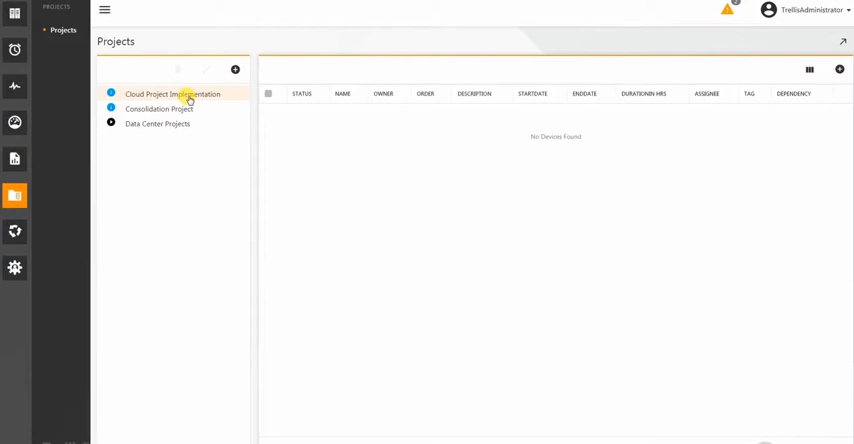 PROJECTS
TrellisAdministrator
Projects
Projects
Cloud Project Implementation
Consolidation Project
Data Center Projects
STATUS NAME OWNER ORDER DESCRIPTION STARTDATE ENDDATE DURATIONIN HRS ASSIGNEE TAG DEPENDENCY
No Devices Found